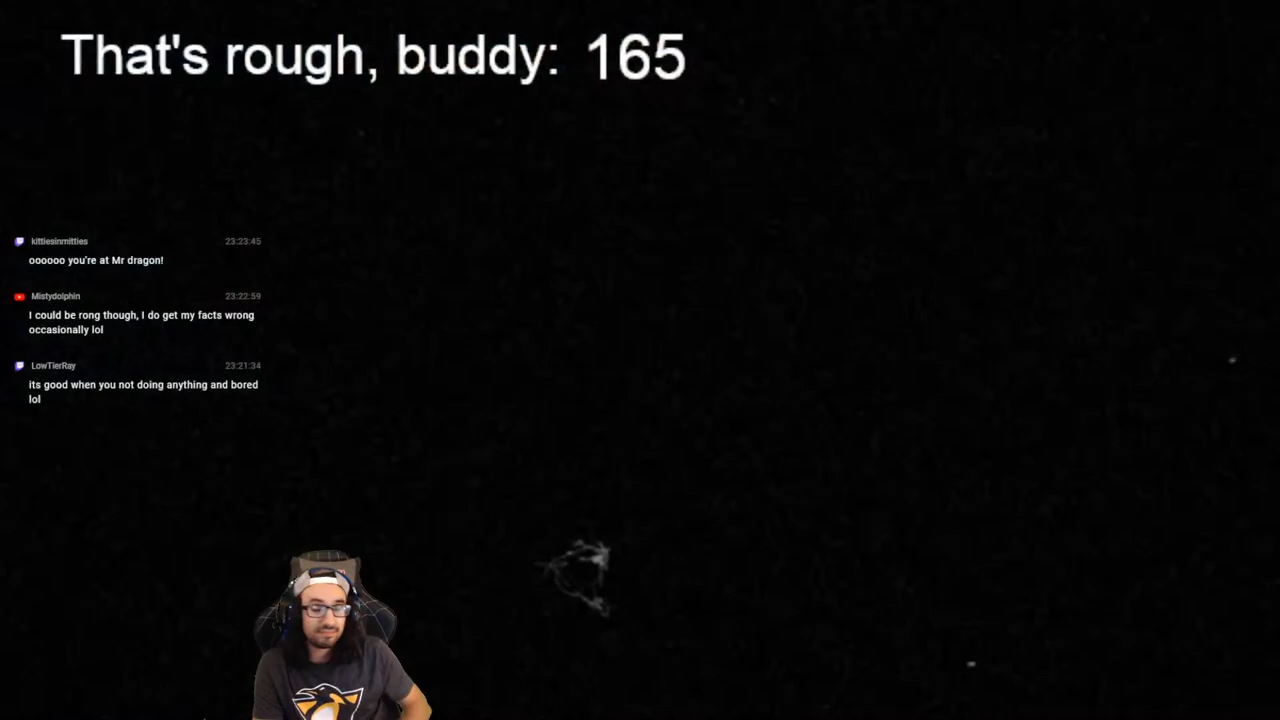 That's rough, buddy: 165
kittiesinmitties 23:23:45
oooooo you're at Mr dragon!
Mistydolphin 23:22:59
I could be rong though, I do get my facts wrong
occasionally lol
LowTierRay 23:21:34
its good when you not doing anything and bored
lol